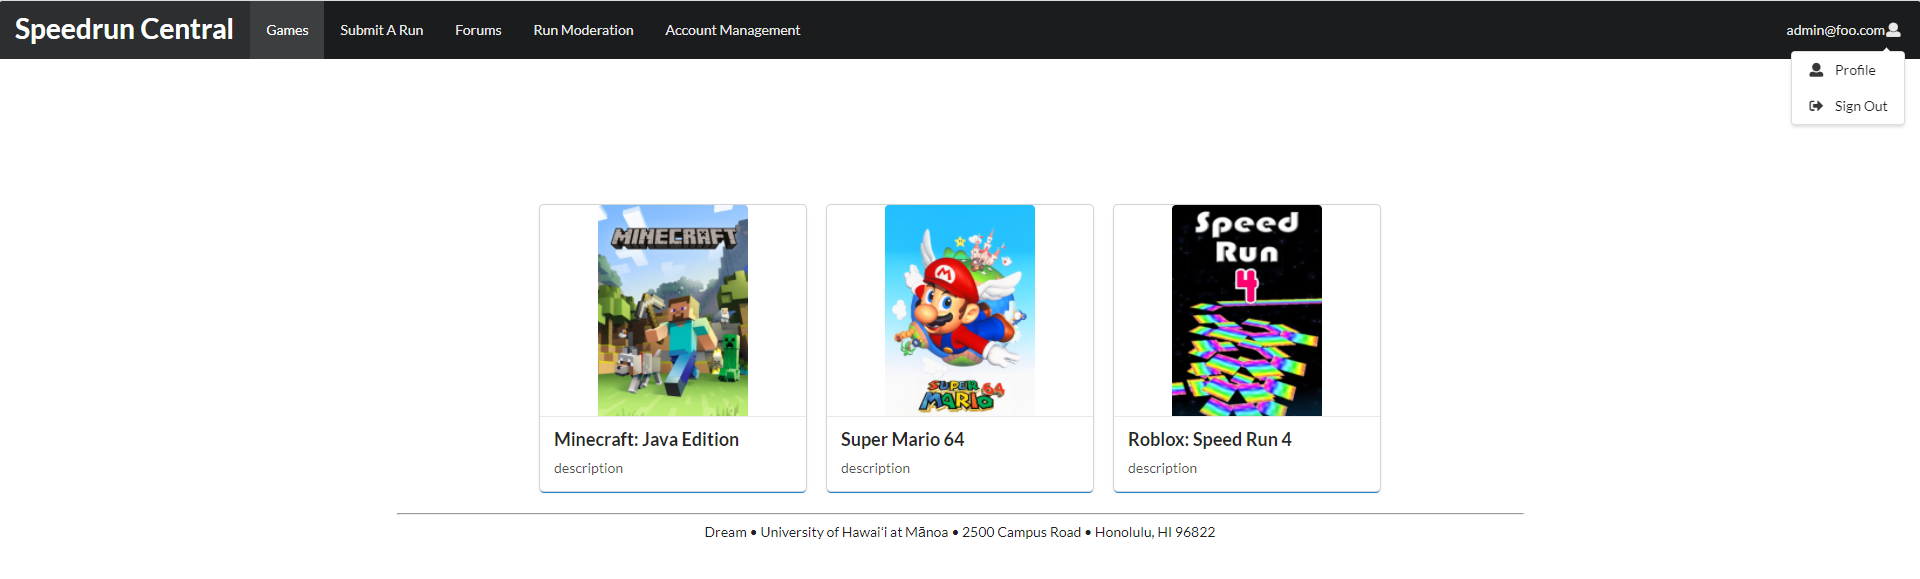 Speedrun Central Games Submit A Run Forums Run Moderation Account Management admin@foo.com
Profile
Sign Out
MINECRAFT
SUPER MARIO 64
Speed
Run
4
Minecraft: Java Edition
description
Super Mario 64
description
Roblox: Speed Run 4
description
Dream • University of Hawaiʻi at Mānoa • 2500 Campus Road • Honolulu, HI 96822